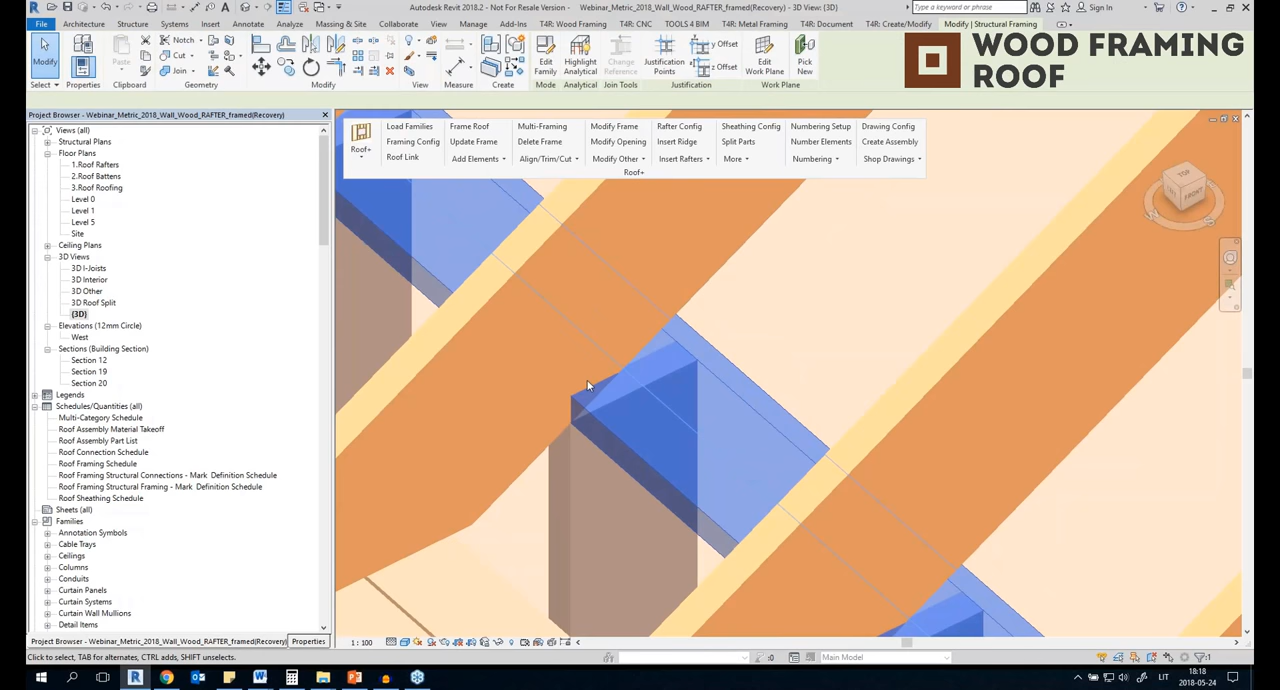 Autodesk Revit 2018.2 - Not For Resale Version - Webinar_Metric_2018_Wall_Wood_RAFTER_framed(Recovery) - 3D View: {3D}
Type a keyword or phrase
Sign In
File Architecture Structure Systems Insert Annotate Analyze Massing & Site Collaborate View Manage Add-Ins T4R: Wood Framing T4R: CNC TOOLS 4 BIM T4R: Metal Framing T4R: Document T4R: Create/Modify Modify | Structural Framing
WOOD FRAMING
ROOF
Modify
Paste
Notch
Cut
Join
Edit
Family
Highlight
Analytical
Change
Reference
Justification
Points
y Offset
z Offset
Edit
Work Plane
Pick
New
Select Properties Clipboard Geometry Modify View Measure Create Mode Analytical Join Tools Justification Work Plane
Project Browser - Webinar_Metric_2018_Wall_Wood_RAFTER_framed(Recovery)
Views (all)
Structural Plans
Floor Plans
1.Roof Rafters
2.Roof Battens
3.Roof Roofing
Level 0
Level 1
Level 5
Site
Ceiling Plans
3D Views
3D I-Joists
3D Interior
3D Other
3D Roof Split
{3D}
Elevations (12mm Circle)
West
Sections (Building Section)
Section 12
Section 19
Section 20
Legends
Schedules/Quantities (all)
Multi-Category Schedule
Roof Assembly Material Takeoff
Roof Assembly Part List
Roof Connection Schedule
Roof Framing Schedule
Roof Framing Structural Connections - Mark Definition Schedule
Roof Framing Structural Framing - Mark Definition Schedule
Roof Sheathing Schedule
Sheets (all)
Families
Annotation Symbols
Cable Trays
Ceilings
Columns
Conduits
Curtain Panels
Curtain Systems
Curtain Wall Mullions
Detail Items
Project Browser - Webinar_Metric_2018_Wall_Wood_RAFTER_framed(Recovery) Properties
Roof+
Load Families Frame Roof Multi-Framing Modify Frame Rafter Config Sheathing Config Numbering Setup Drawing Config
Framing Config Update Frame Delete Frame Modify Opening Insert Ridge Split Parts Number Elements Create Assembly
Roof Link Add Elements Align/Trim/Cut Modify Other Insert Rafters More Numbering Shop Drawings
Roof+
TOP
FRONT
1 : 100
Click to select, TAB for alternates, CTRL adds, SHIFT unselects.
:0
Main Model
:1
LIT
18:18
2018-05-24